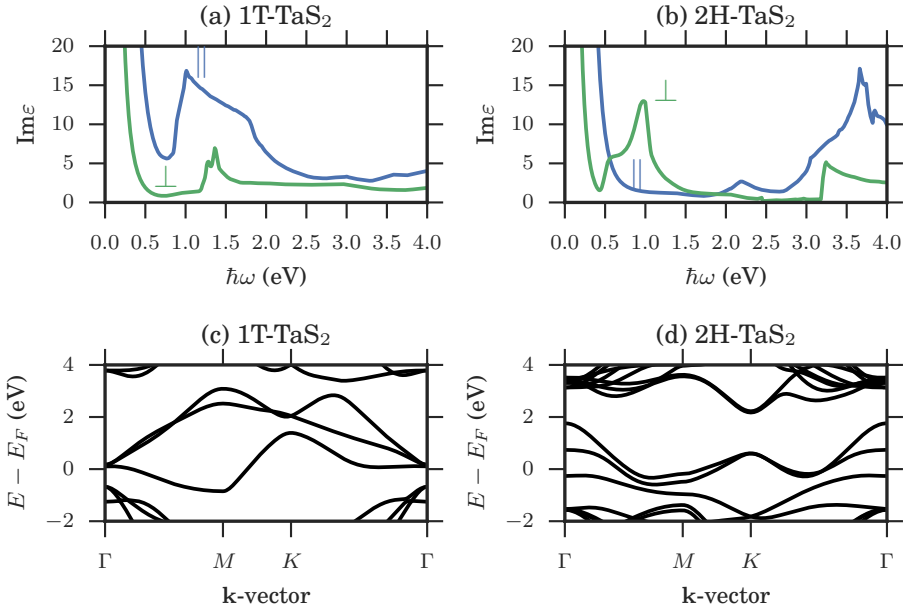 (a) 1T-TaS₂
20
15
10
5
0
Imε
||
⊥
0.0 0.5 1.0 1.5 2.0 2.5 3.0 3.5 4.0
ħω (eV)
(b) 2H-TaS₂
20
15
10
5
0
Imε
⊥
||
0.0 0.5 1.0 1.5 2.0 2.5 3.0 3.5 4.0
ħω (eV)
(c) 1T-TaS₂
4
2
0
−2
E − E_F (eV)
Γ M K Γ
k-vector
(d) 2H-TaS₂
4
2
0
−2
E − E_F (eV)
Γ M K Γ
k-vector